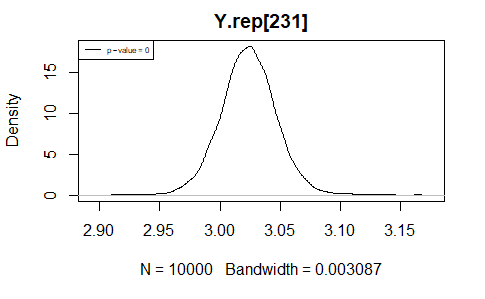 Y.rep[231]
p-value = 0
Density
15
10
5
0
2.90 2.95 3.00 3.05 3.10 3.15
N = 10000 Bandwidth = 0.003087